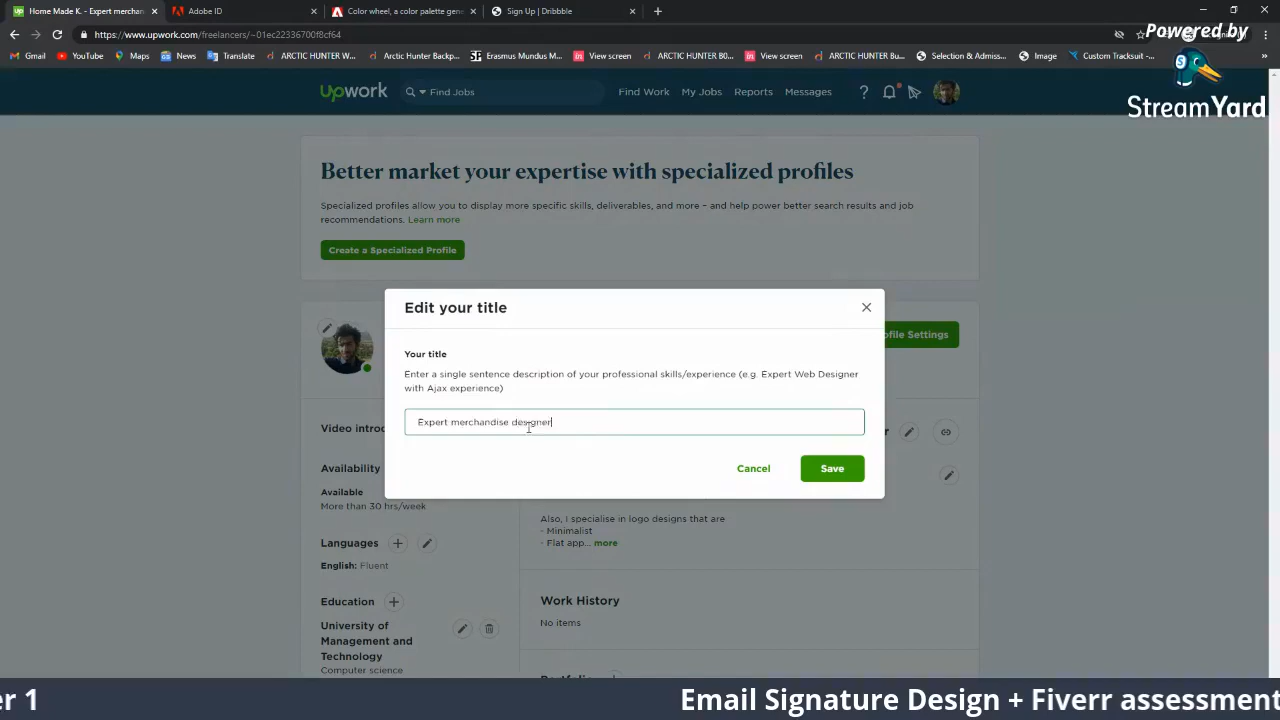 Home Made K. - Expert merchan
Adobe ID
Color wheel, a color palette gene
Sign Up | Dribbble
https://www.upwork.com/freelancers/~01ec22336700f8cf64
Powered by
StreamYard
Gmail
YouTube
Maps
News
Translate
ARCTIC HUNTER W...
Arctic Hunter Backp...
Erasmus Mundus M...
View screen
ARCTIC HUNTER B0...
View screen
ARCTIC HUNTER BU...
Selection & Admiss...
Image
Custom Tracksuit -...
upwork
Find Jobs
Find Work
My Jobs
Reports
Messages
Better market your expertise with specialized profiles
Specialized profiles allow you to display more specific skills, deliverables, and more – and help power better search results and job
recommendations. Learn more
Create a Specialized Profile
Edit your title
ofile Settings
Your title
Enter a single sentence description of your professional skills/experience (e.g. Expert Web Designer
with Ajax experience)
Expert merchandise designer
Cancel
Save
Video introd
r
Availability
Available
More than 30 hrs/week
Languages
English: Fluent
Education
University of
Management and
Technology
Computer science
Also, I specialise in logo designs that are
- Minimalist
- Flat app... more
Work History
No items
er 1
Email Signature Design + Fiverr assessment